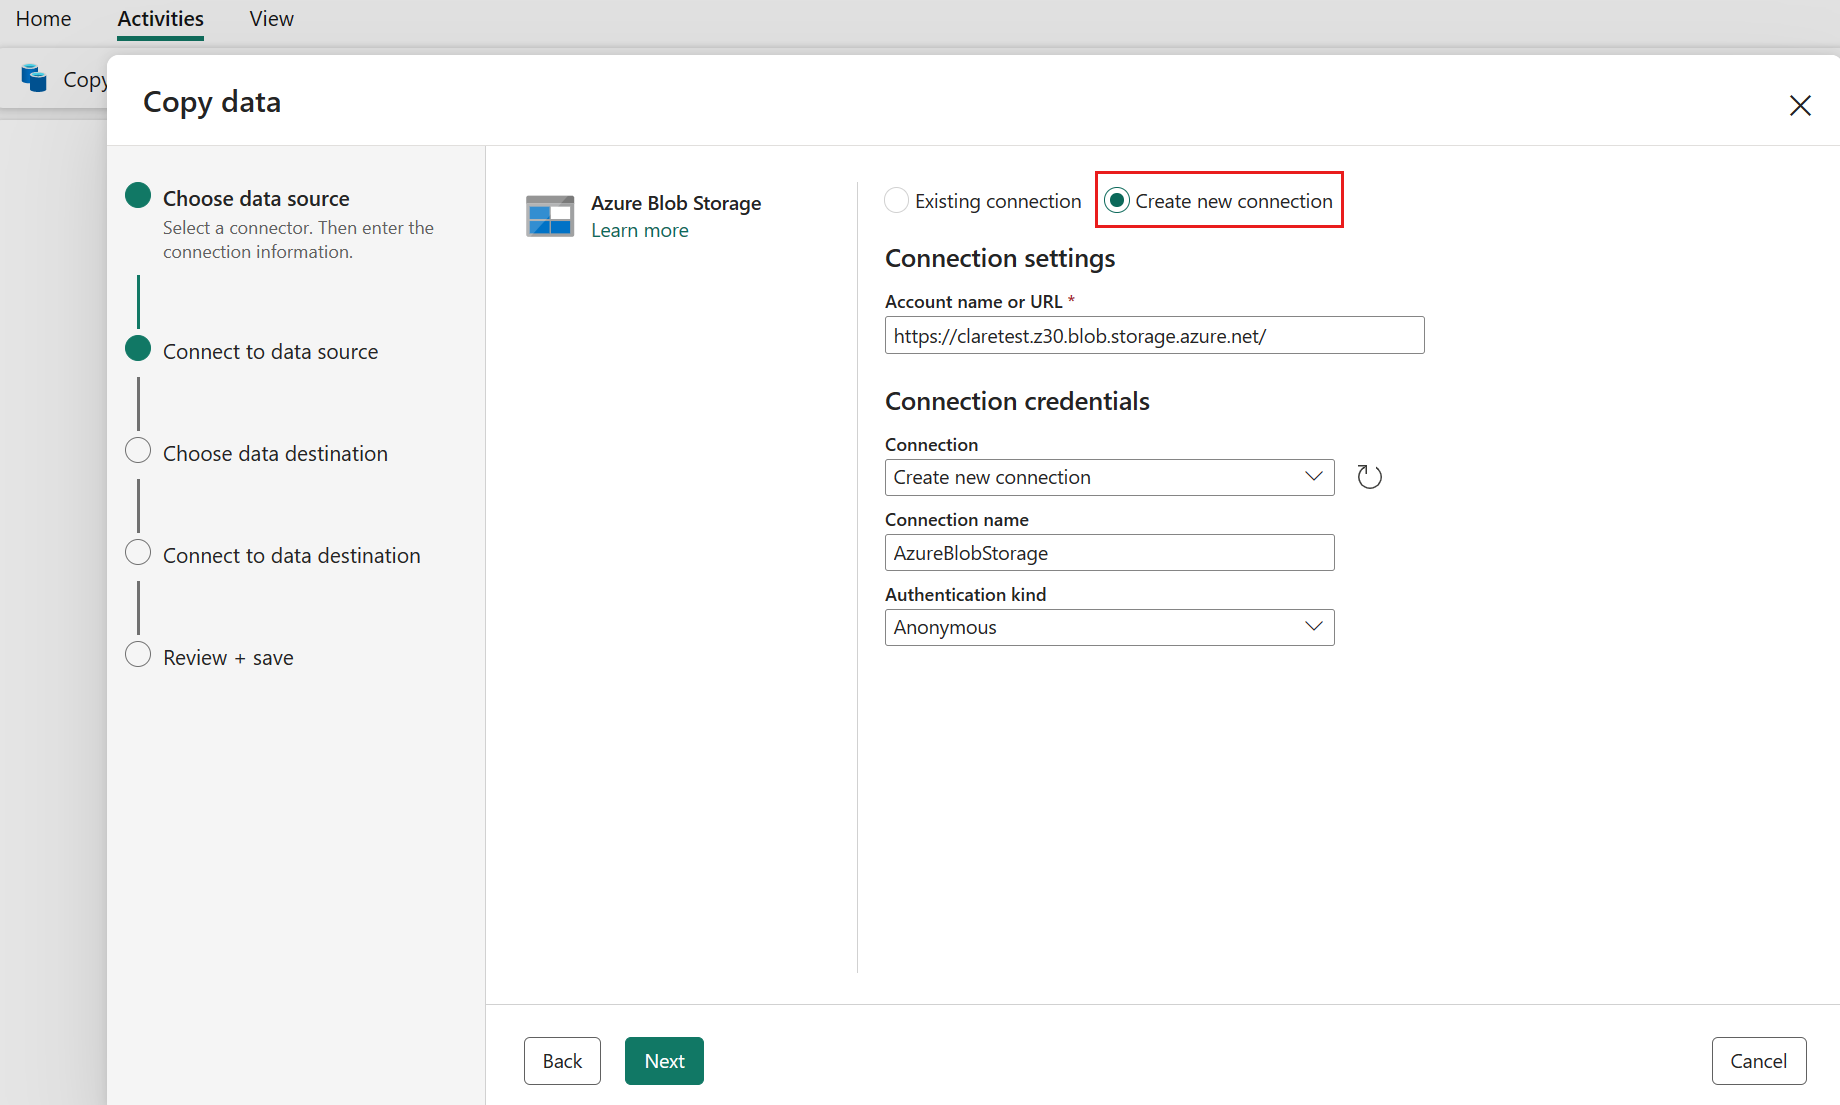 Home
Activities
View
Copy
Copy data
Choose data source
Select a connector. Then enter the
connection information.
Connect to data source
Choose data destination
Connect to data destination
Review + save
Azure Blob Storage
Learn more
Existing connection
Create new connection
Connection settings
Account name or URL *
https://claretest.z30.blob.storage.azure.net/
Connection credentials
Connection
Create new connection
Connection name
AzureBlobStorage
Authentication kind
Anonymous
Back
Next
Cancel